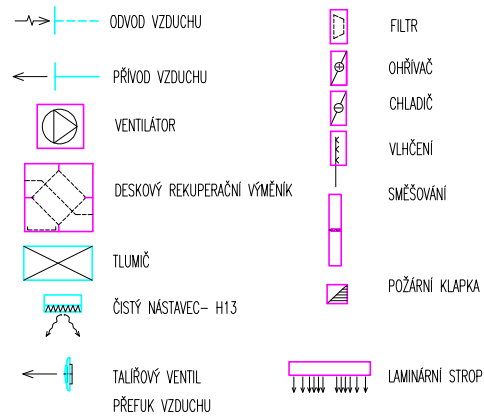 ODVOD VZDUCHU
PŘÍVOD VZDUCHU
VENTILÁTOR
DESKOVÝ REKUPERAČNÍ VÝMĚNÍK
TLUMIČ
ČISTÝ NÁSTAVEC- H13
TALÍŘOVÝ VENTIL
PŘEFUK VZDUCHU
FILTR
OHŘÍVAČ
CHLADIČ
VLHČENÍ
SMĚŠOVÁNÍ
POŽÁRNÍ KLAPKA
LAMINÁRNÍ STROP